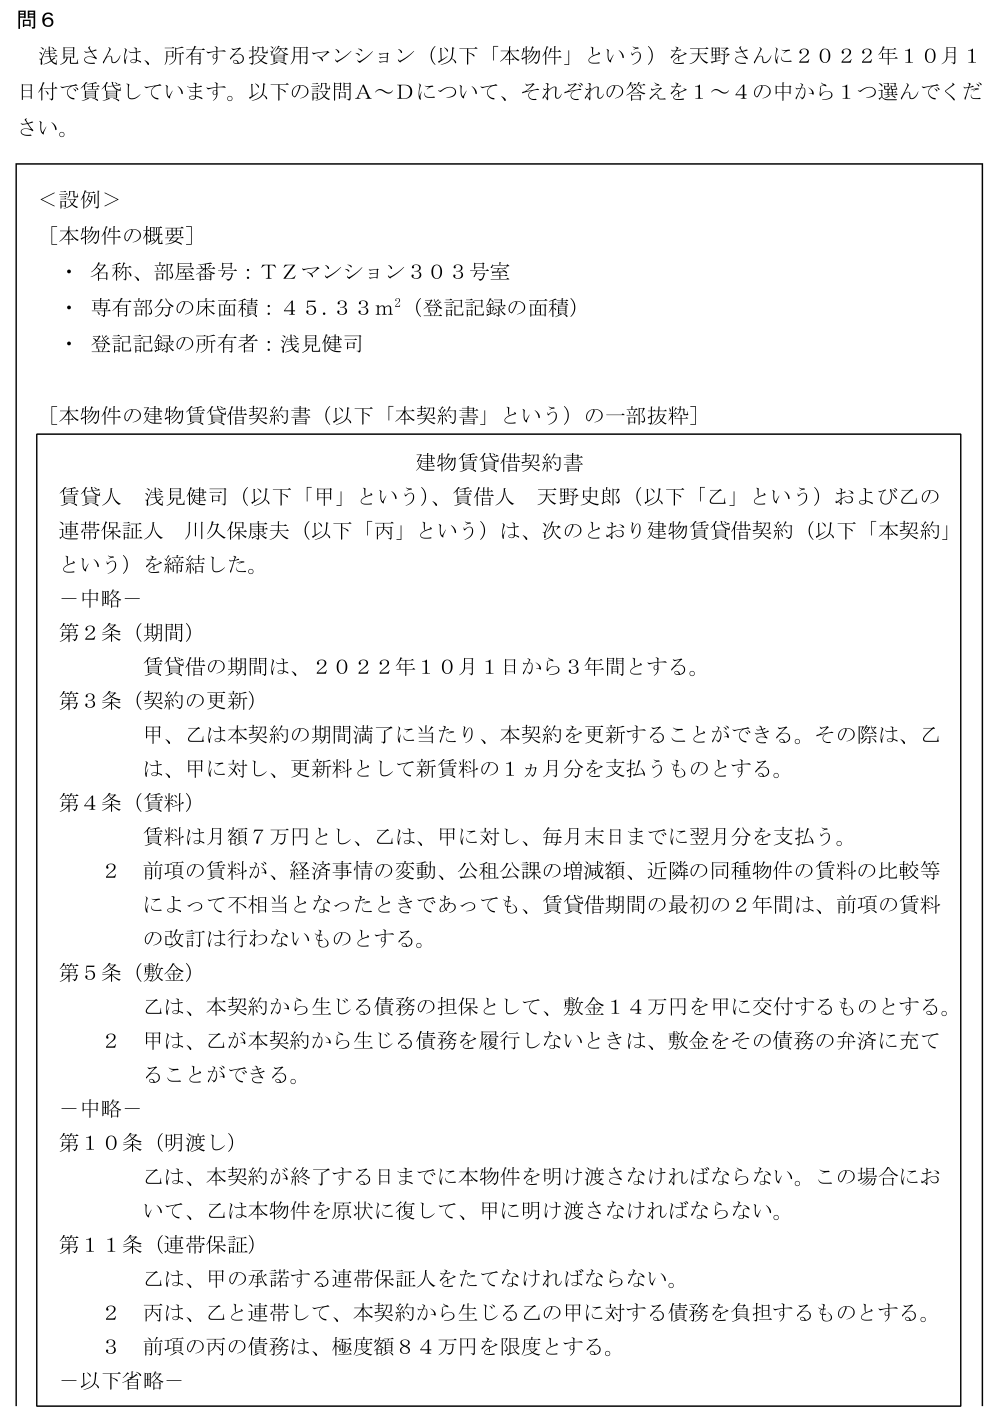 問６
浅見さんは、所有する投資用マンション（以下「本物件」という）を天野さんに２０２２年１０月１
日付で賃貸しています。以下の設問Ａ～Ｄについて、それぞれの答えを１～４の中から１つ選んでくだ
さい。
＜設例＞
［本物件の概要］
・ 名称、部屋番号：ＴＺマンション３０３号室
・ 専有部分の床面積：４５．３３ｍ²（登記記録の面積）
・ 登記記録の所有者：浅見健司
［本物件の建物賃貸借契約書（以下「本契約書」という）の一部抜粋］
建物賃貸借契約書
賃貸人　浅見健司（以下「甲」という）、賃借人　天野史郎（以下「乙」という）および乙の
連帯保証人　川久保康夫（以下「丙」という）は、次のとおり建物賃貸借契約（以下「本契約」
という）を締結した。
－中略－
第２条（期間）
賃貸借の期間は、２０２２年１０月１日から３年間とする。
第３条（契約の更新）
甲、乙は本契約の期間満了に当たり、本契約を更新することができる。その際は、乙
は、甲に対し、更新料として新賃料の１ヵ月分を支払うものとする。
第４条（賃料）
賃料は月額７万円とし、乙は、甲に対し、毎月末日までに翌月分を支払う。
２　前項の賃料が、経済事情の変動、公租公課の増減額、近隣の同種物件の賃料の比較等
によって不相当となったときであっても、賃貸借期間の最初の２年間は、前項の賃料
の改訂は行わないものとする。
第５条（敷金）
乙は、本契約から生じる債務の担保として、敷金１４万円を甲に交付するものとする。
２　甲は、乙が本契約から生じる債務を履行しないときは、敷金をその債務の弁済に充て
ることができる。
－中略－
第１０条（明渡し）
乙は、本契約が終了する日までに本物件を明け渡さなければならない。この場合にお
いて、乙は本物件を原状に復して、甲に明け渡さなければならない。
第１１条（連帯保証）
乙は、甲の承諾する連帯保証人をたてなければならない。
２　丙は、乙と連帯して、本契約から生じる乙の甲に対する債務を負担するものとする。
３　前項の丙の債務は、極度額８４万円を限度とする。
－以下省略－